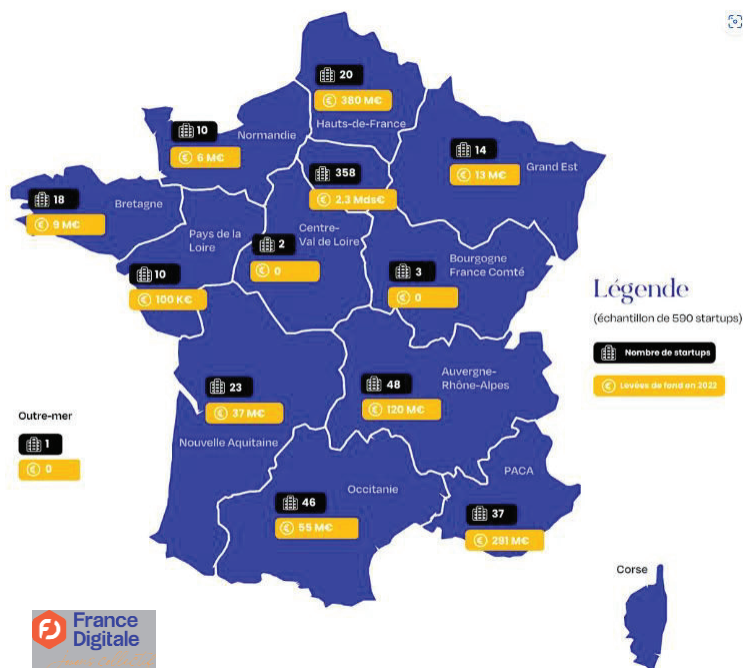 20
380 M€
Hauts-de-France
10
Normandie
6 M€
14
13 M€
Grand Est
358
2,3 Mds€
18
Bretagne
9 M€
Pays de la
Loire
Centre-
Val de Loire
2
0
10
100 K€
Bourgogne
France Comté
3
0
Légende
(échantillon de 590 startups)
Nombre de startups
Levées de fond en 2023
23
37 M€
Nouvelle Aquitaine
Auvergne-
Rhône-Alpes
48
120 M€
Outre-mer
1
0
Occitanie
46
55 M€
PACA
37
291 M€
Corse
France
Digitale